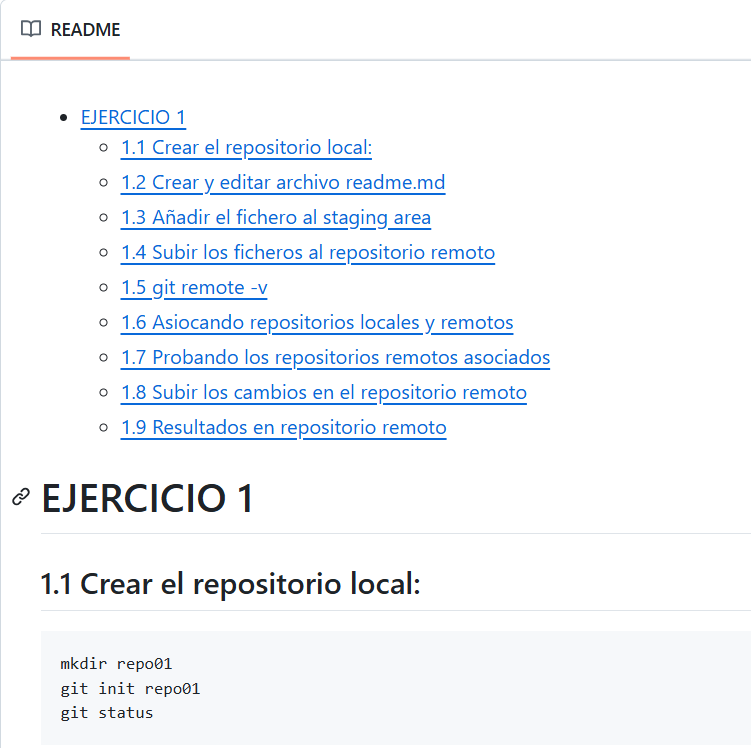 README
EJERCICIO 1
1.1 Crear el repositorio local:
1.2 Crear y editar archivo readme.md
1.3 Añadir el fichero al staging area
1.4 Subir los ficheros al repositorio remoto
1.5 git remote -v
1.6 Asiocando repositorios locales y remotos
1.7 Probando los repositorios remotos asociados
1.8 Subir los cambios en el repositorio remoto
1.9 Resultados en repositorio remoto
EJERCICIO 1
1.1 Crear el repositorio local:
mkdir repo01
git init repo01
git status